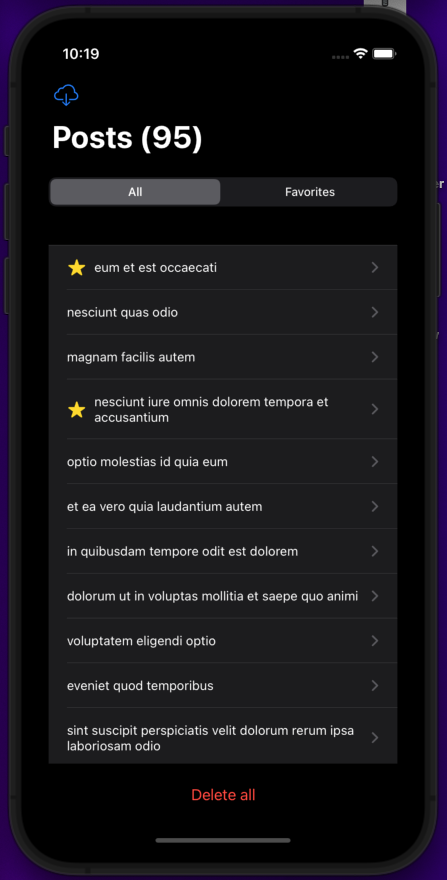 10:19
Posts (95)
All
Favorites
eum et est occaecati
nesciunt quas odio
magnam facilis autem
nesciunt iure omnis dolorem tempora et
accusantium
optio molestias id quia eum
et ea vero quia laudantium autem
in quibusdam tempore odit est dolorem
dolorum ut in voluptas mollitia et saepe quo animi
voluptatem eligendi optio
eveniet quod temporibus
sint suscipit perspiciatis velit dolorum rerum ipsa
laboriosam odio
Delete all